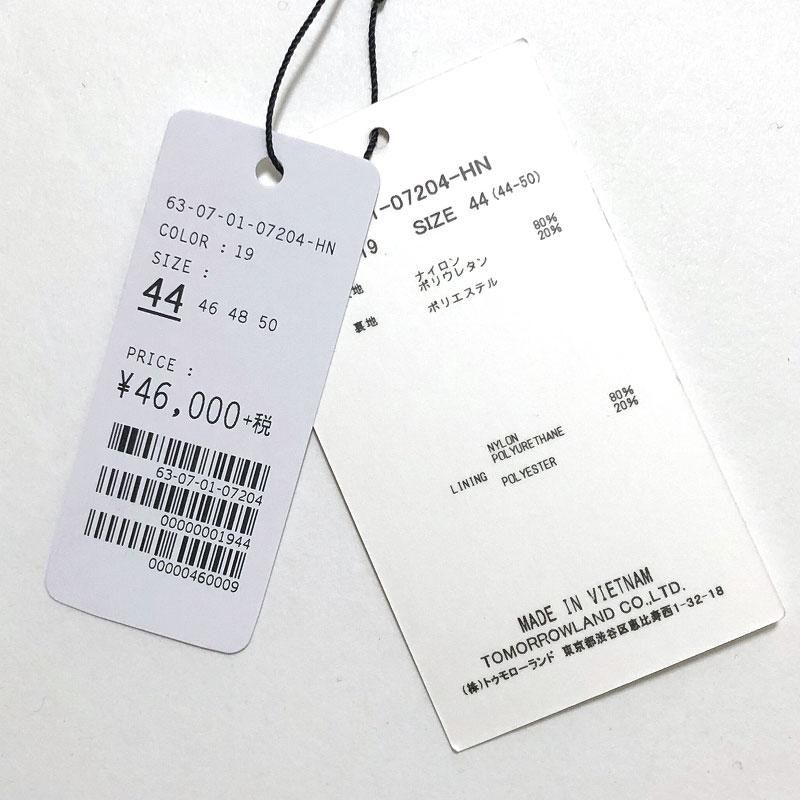 63-07-01-07204-HN
COLOR : 19
SIZE :
44 46 48 50
PRICE :
¥46,000+税
63-07-01-07204
00000001944
00000460009
1-07204-HN
19 SIZE 44 (44-50)
地 ナイロン 80%
ポリウレタン 20%
裏地 ポリエステル
NYLON 80%
POLYURETHANE 20%
LINING POLYESTER
MADE IN VIETNAM
TOMORROWLAND CO.,LTD.
(株)トゥモローランド 東京都渋谷区恵比寿西1-32-18